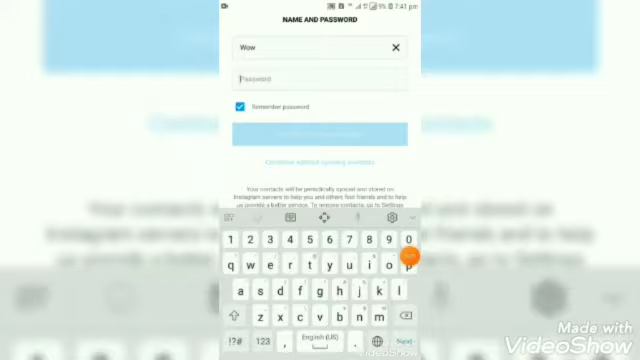 9% 7:41 pm
NAME AND PASSWORD
Wow
Password
Remember password
Continue without syncing contacts
Your contacts will be periodically synced and stored on
Instagram servers to help you and others find friends and to help
us provide a better service. To remove contacts, go to Settings
1 2 3 4 5 6 7 8 9 0
q w e r t y u i o p
a s d f g h j k l
z x c v b n m
!?# 123 , English (US) . Next
Made with
VideoShow